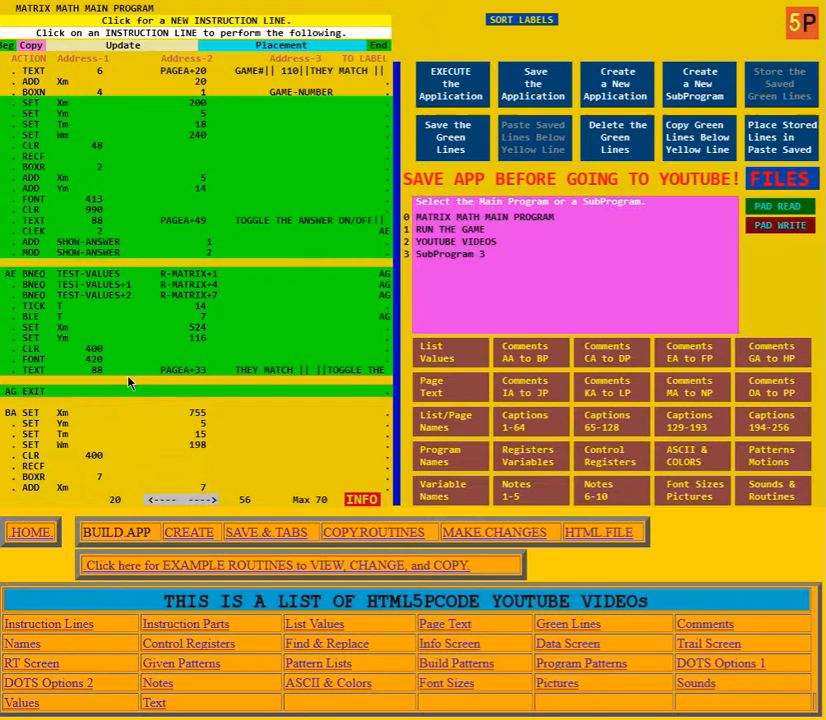 MATRIX MATH MAIN PROGRAM
Click for a NEW INSTRUCTION LINE.
Click on an INSTRUCTION LINE to perform the following.
Beg Copy Update Placement End
ACTION Address-1 Address-2 Address-3 TO LABEL
. TEXT 6 PAGEA+20 GAME#|| 110||THEY MATCH ||
. ADD Xm 20 .
. BOXN 4 1 GAME-NUMBER .
. SET Xm 200 .
. SET Ym 5 .
. SET Tm 18 .
. SET Wm 240 .
. CLR 48 .
. RECF .
. BOXR 2 .
. ADD Xm 5 .
. ADD Ym 14 .
. FONT 413 .
. CLR 990 .
. TEXT 88 PAGEA+49 TOGGLE THE ANSWER ON/OFF||
. CLEK 2 AE
. ADD SHOW-ANSWER 1 .
. MOD SHOW-ANSWER 2 .
AE BNEQ TEST-VALUES R-MATRIX+1 AG
. BNEQ TEST-VALUES+1 R-MATRIX+4 AG
. BNEQ TEST-VALUES+2 R-MATRIX+7 AG
. TICK T 14 .
. BLE T 7 AG
. SET Xm 524 .
. SET Ym 116 .
. CLR 400 .
. FONT 420 .
. TEXT 88 PAGEA+33 THEY MATCH || ||TOGGLE THE
AG EXIT .
BA SET Xm 755 .
. SET Ym 5 .
. SET Tm 15 .
. SET Wm 198 .
. CLR 400 .
. RECF .
. BOXR 7 .
. ADD Xm 7 .
20 <---- ----> 56 Max 70 INFO
SORT LABELS
5P
EXECUTE the Application
Save the Application
Create a New Application
Create a New SubProgram
Store the Saved Green Lines
Save the Green Lines
Paste Saved Green Lines Below Yellow Line
Delete the Green Lines
Copy Green Lines Below Yellow Line
Place Stored Lines in Paste Saved
SAVE APP BEFORE GOING TO YOUTUBE! FILES
Select the Main Program or a SubProgram.
0 MATRIX MATH MAIN PROGRAM
1 RUN THE GAME
2 YOUTUBE VIDEOS
3 SubProgram 3
PAD READ
PAD WRITE
List Values
Comments AA to BP
Comments CA to DP
Comments EA to FP
Comments GA to HP
Page Text
Comments IA to JP
Comments KA to LP
Comments MA to NP
Comments OA to PP
List/Page Names
Captions 1-64
Captions 65-128
Captions 129-193
Captions 194-256
Program Names
Registers Variables
Control Registers
ASCII & COLORS
Patterns Motions
Variable Names
Notes 1-5
Notes 6-10
Font Sizes Pictures
Sounds & Routines
.HOME.
BUILD.APP CREATE SAVE.&.TABS COPY.ROUTINES MAKE.CHANGES HTML.FILE
.Click here for EXAMPLE ROUTINES to VIEW, CHANGE, and COPY.
THIS IS A LIST OF HTML5PCODE YOUTUBE VIDEOs
Instruction Lines Instruction Parts List Values Page Text Green Lines Comments
Names Control Registers Find & Replace Info Screen Data Screen Trail Screen
RT Screen Given Patterns Pattern Lists Build Patterns Program Patterns DOTS Options 1
DOTS Options 2 Notes ASCII & Colors Font Sizes Pictures Sounds
Values Text